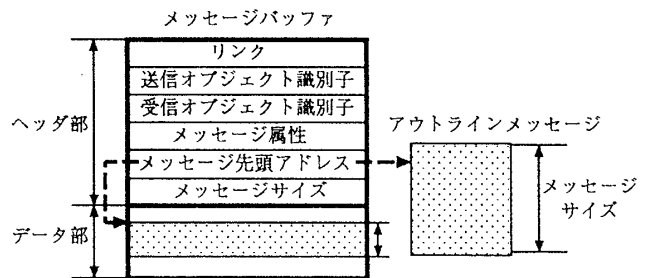 メッセージバッファ
リンク
送信オブジェクト識別子
受信オブジェクト識別子
ヘッダ部
メッセージ属性
アウトラインメッセージ
メッセージ先頭アドレス
メッセージサイズ
メッセージ
サイズ
データ部